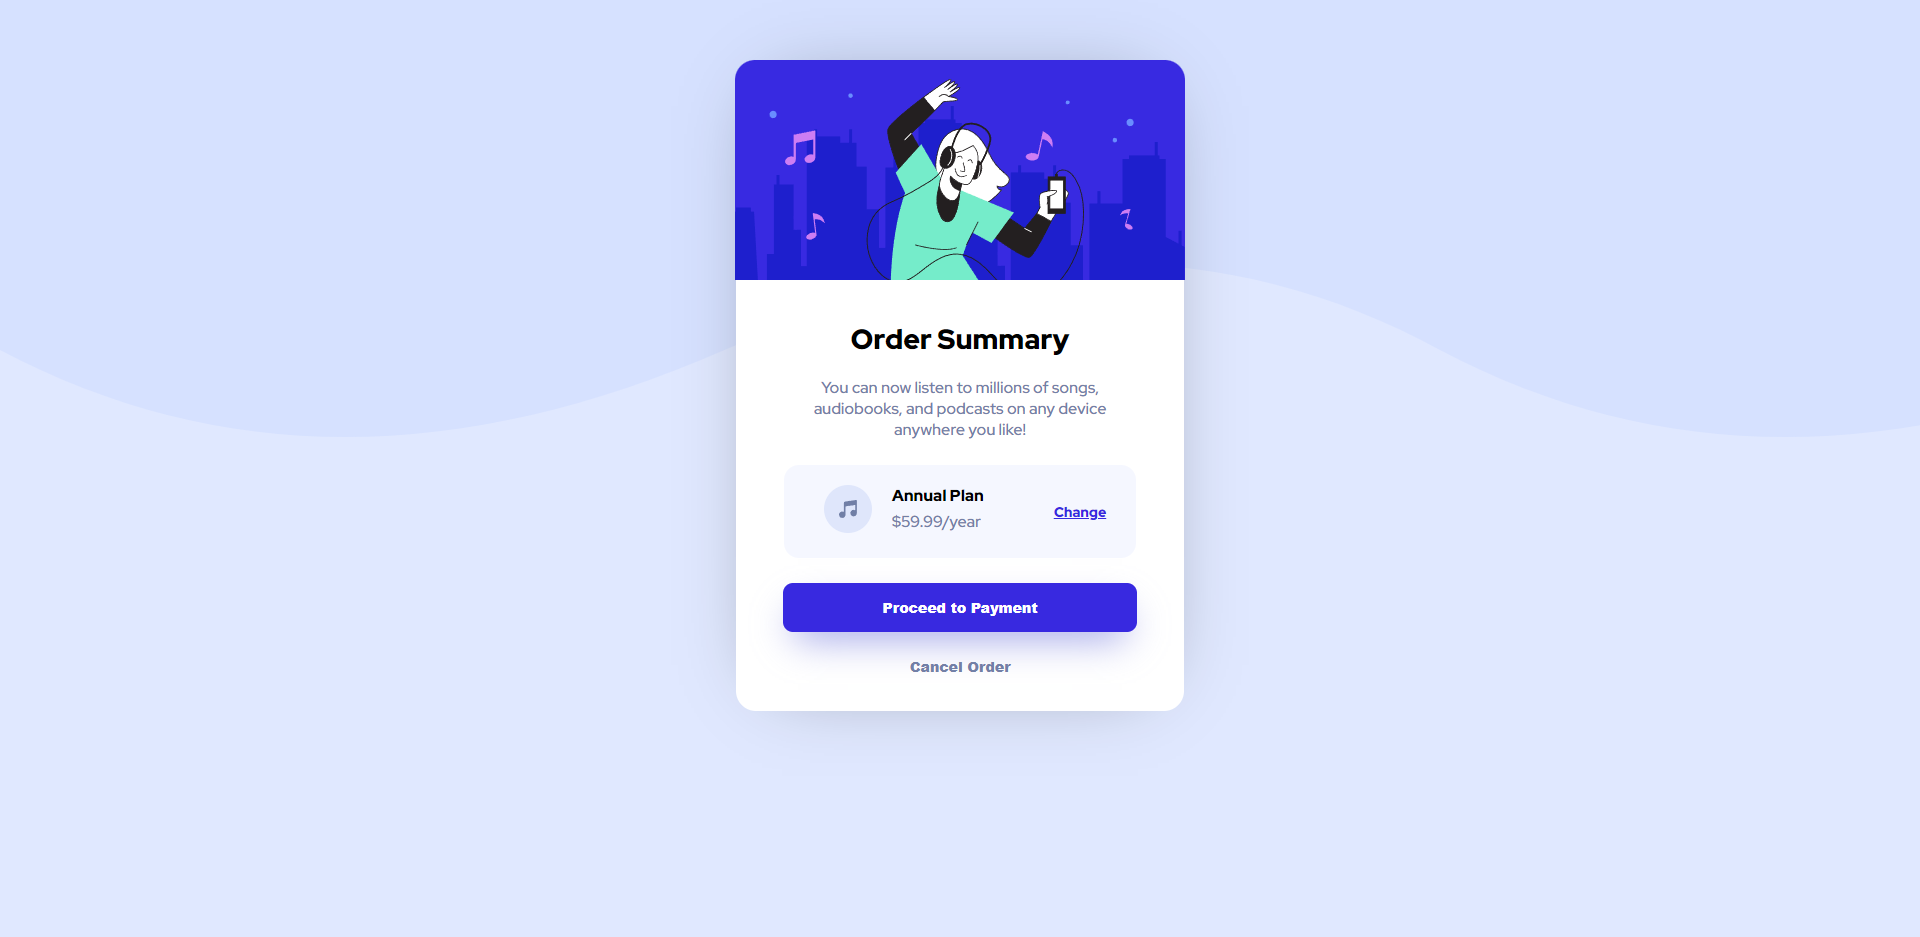 Order Summary
You can now listen to millions of songs,
audiobooks, and podcasts on any device
anywhere you like!
Annual Plan
$59.99/year
Change
Proceed to Payment
Cancel Order